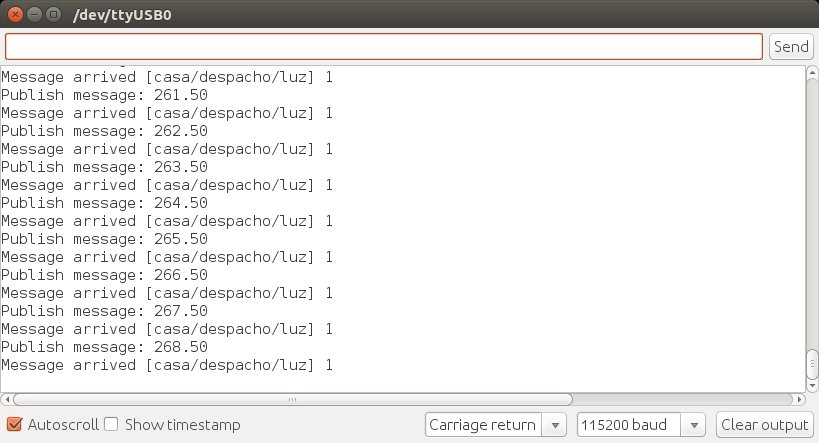 /dev/ttyUSB0
Send
Message arrived [casa/despacho/luz] 1
Publish message: 261.50
Message arrived [casa/despacho/luz] 1
Publish message: 262.50
Message arrived [casa/despacho/luz] 1
Publish message: 263.50
Message arrived [casa/despacho/luz] 1
Publish message: 264.50
Message arrived [casa/despacho/luz] 1
Publish message: 265.50
Message arrived [casa/despacho/luz] 1
Publish message: 266.50
Message arrived [casa/despacho/luz] 1
Publish message: 267.50
Message arrived [casa/despacho/luz] 1
Publish message: 268.50
Message arrived [casa/despacho/luz] 1
Autoscroll Show timestamp Carriage return 115200 baud Clear output